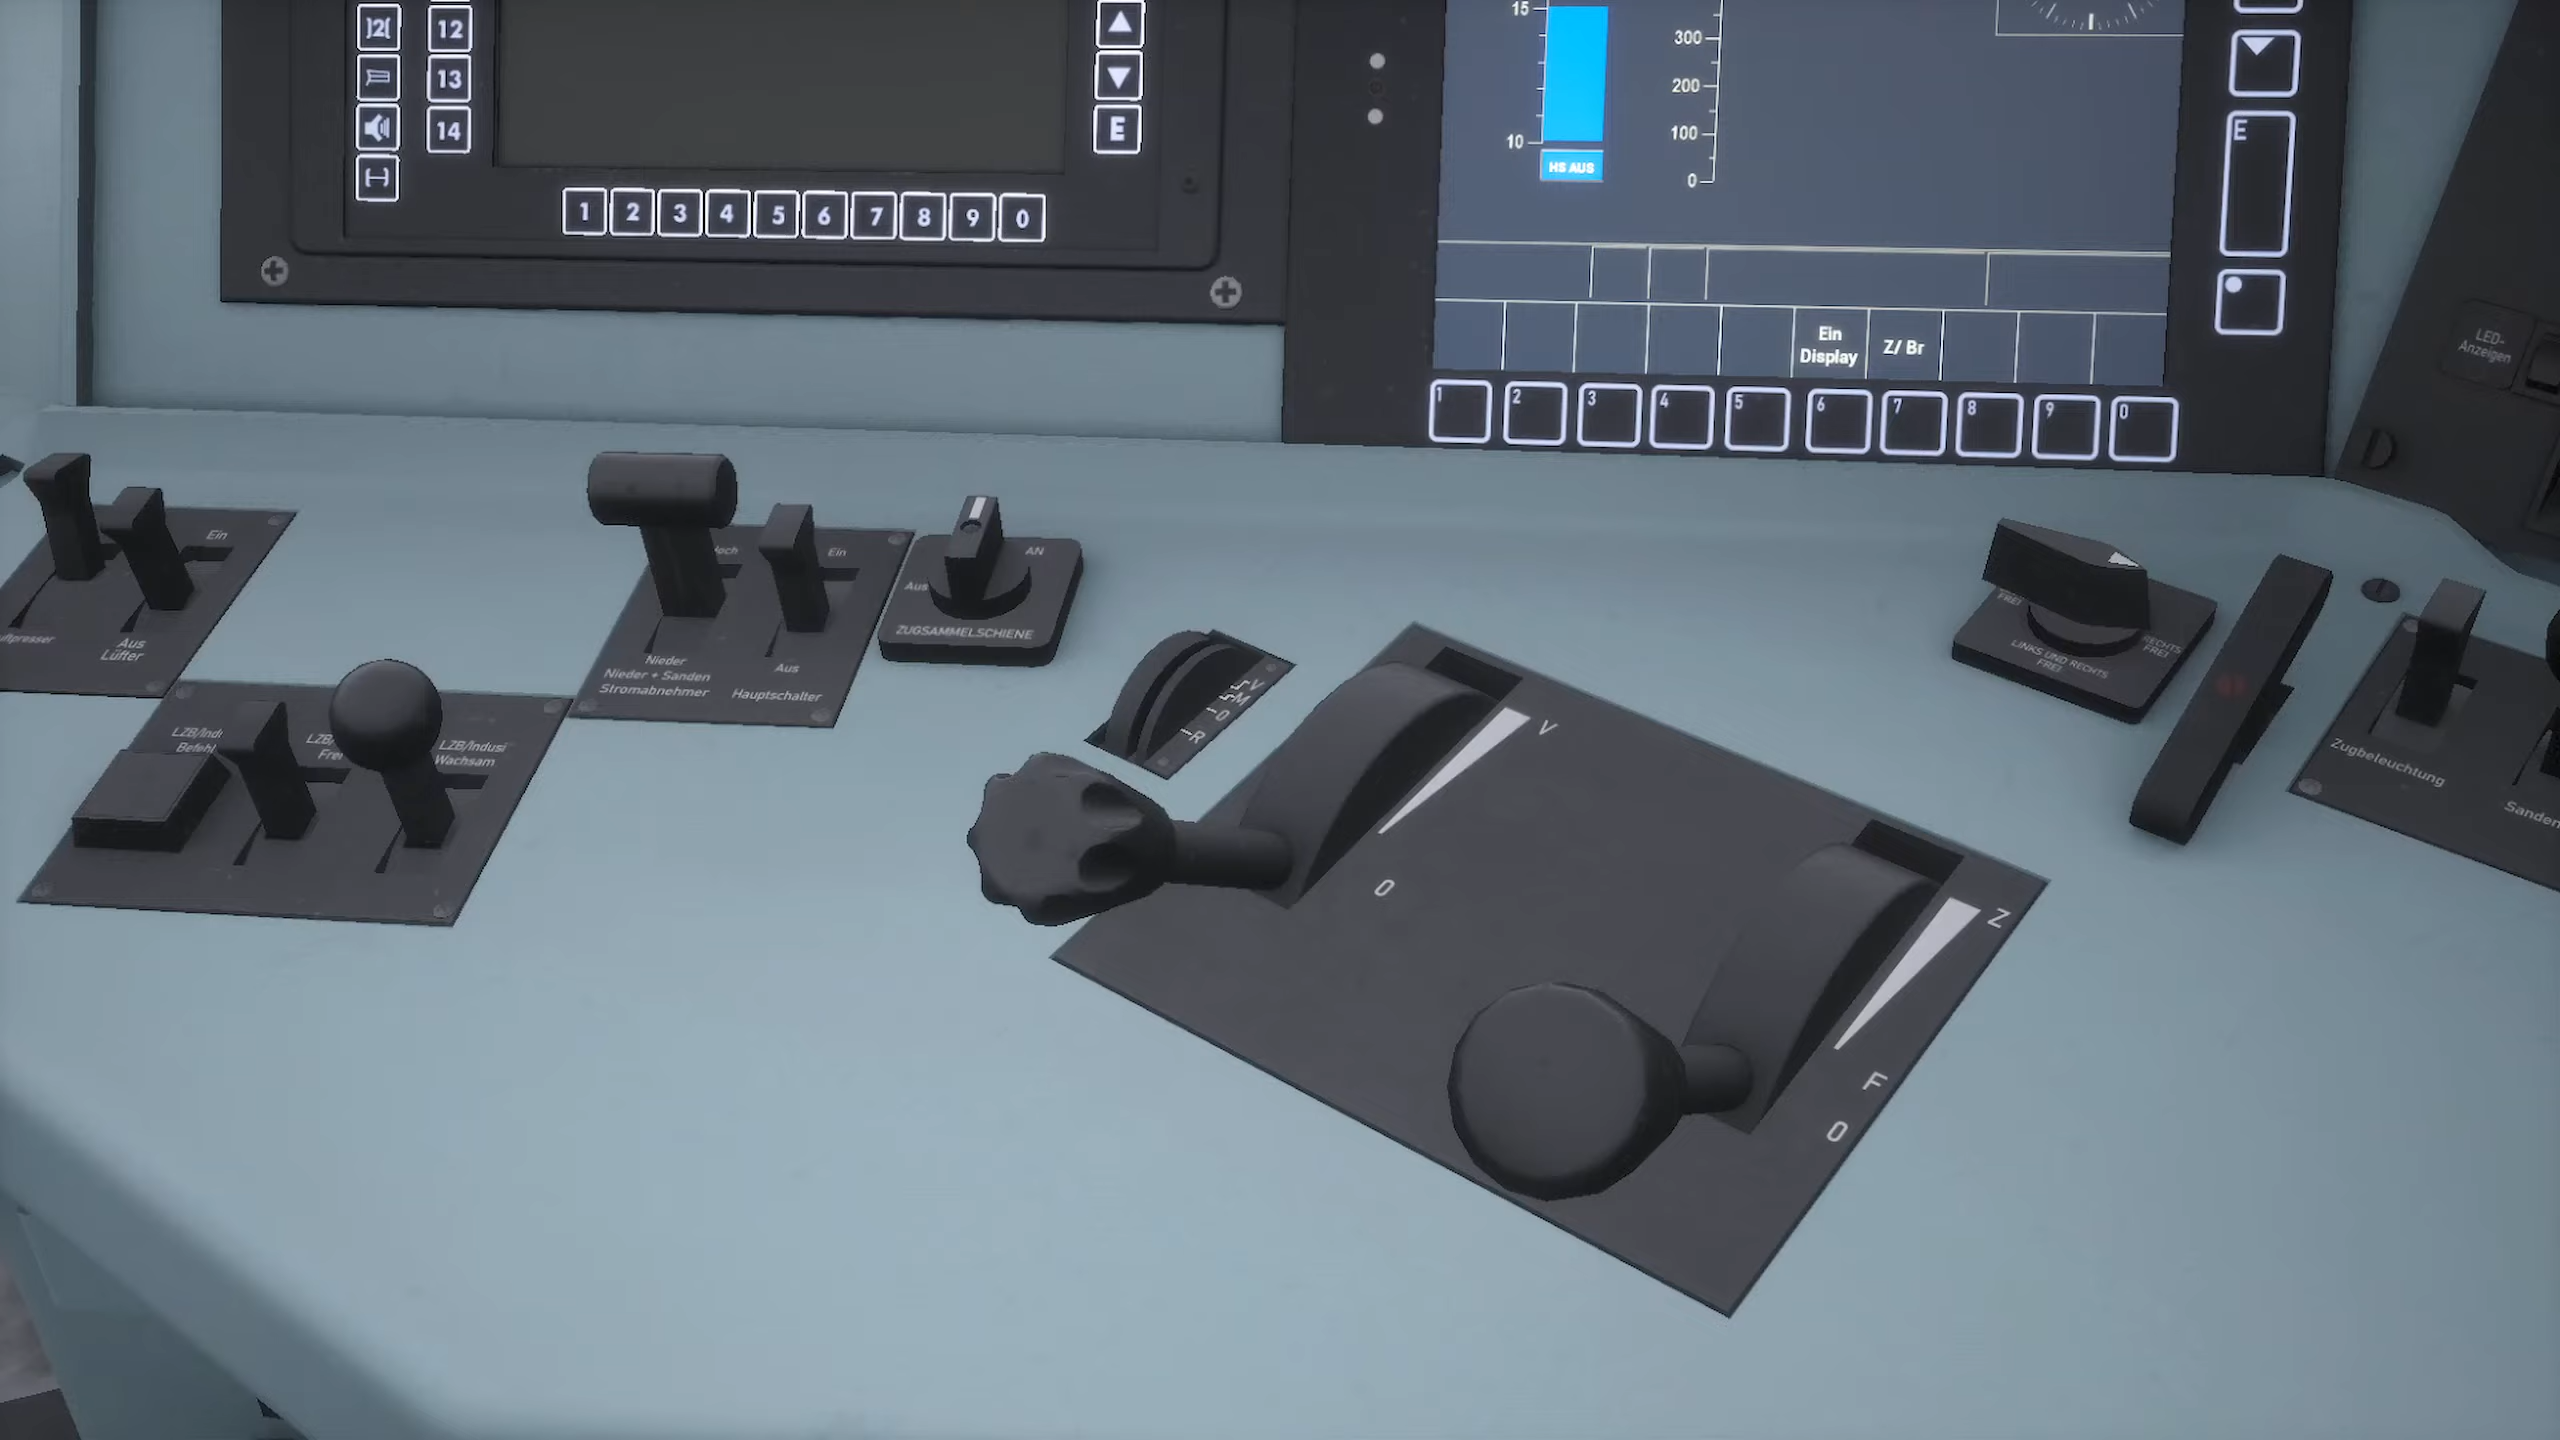 12
13
14
E
1 2 3 4 5 6 7 8 9 0
15
10
HS AUS
300
200
100
0
E
Ein
Display
Z/ Br
1 2 3 4 5 6 7 8 9 0
LED-
Anzeigen
Ein
Aus
Lüfter
Ein
Nieder
Nieder + Sanden
Stromabnehmer
Aus
Hauptschalter
AN
Aus
ZUGSAMMELSCHIENE
LZB/Indusi
Wachsam
V
M
0
R
V
0
Z
F
0
FREI
LINKS UND RECHTS
FREI
RECHTS
FREI
Zugbeleuchtung
Sanden